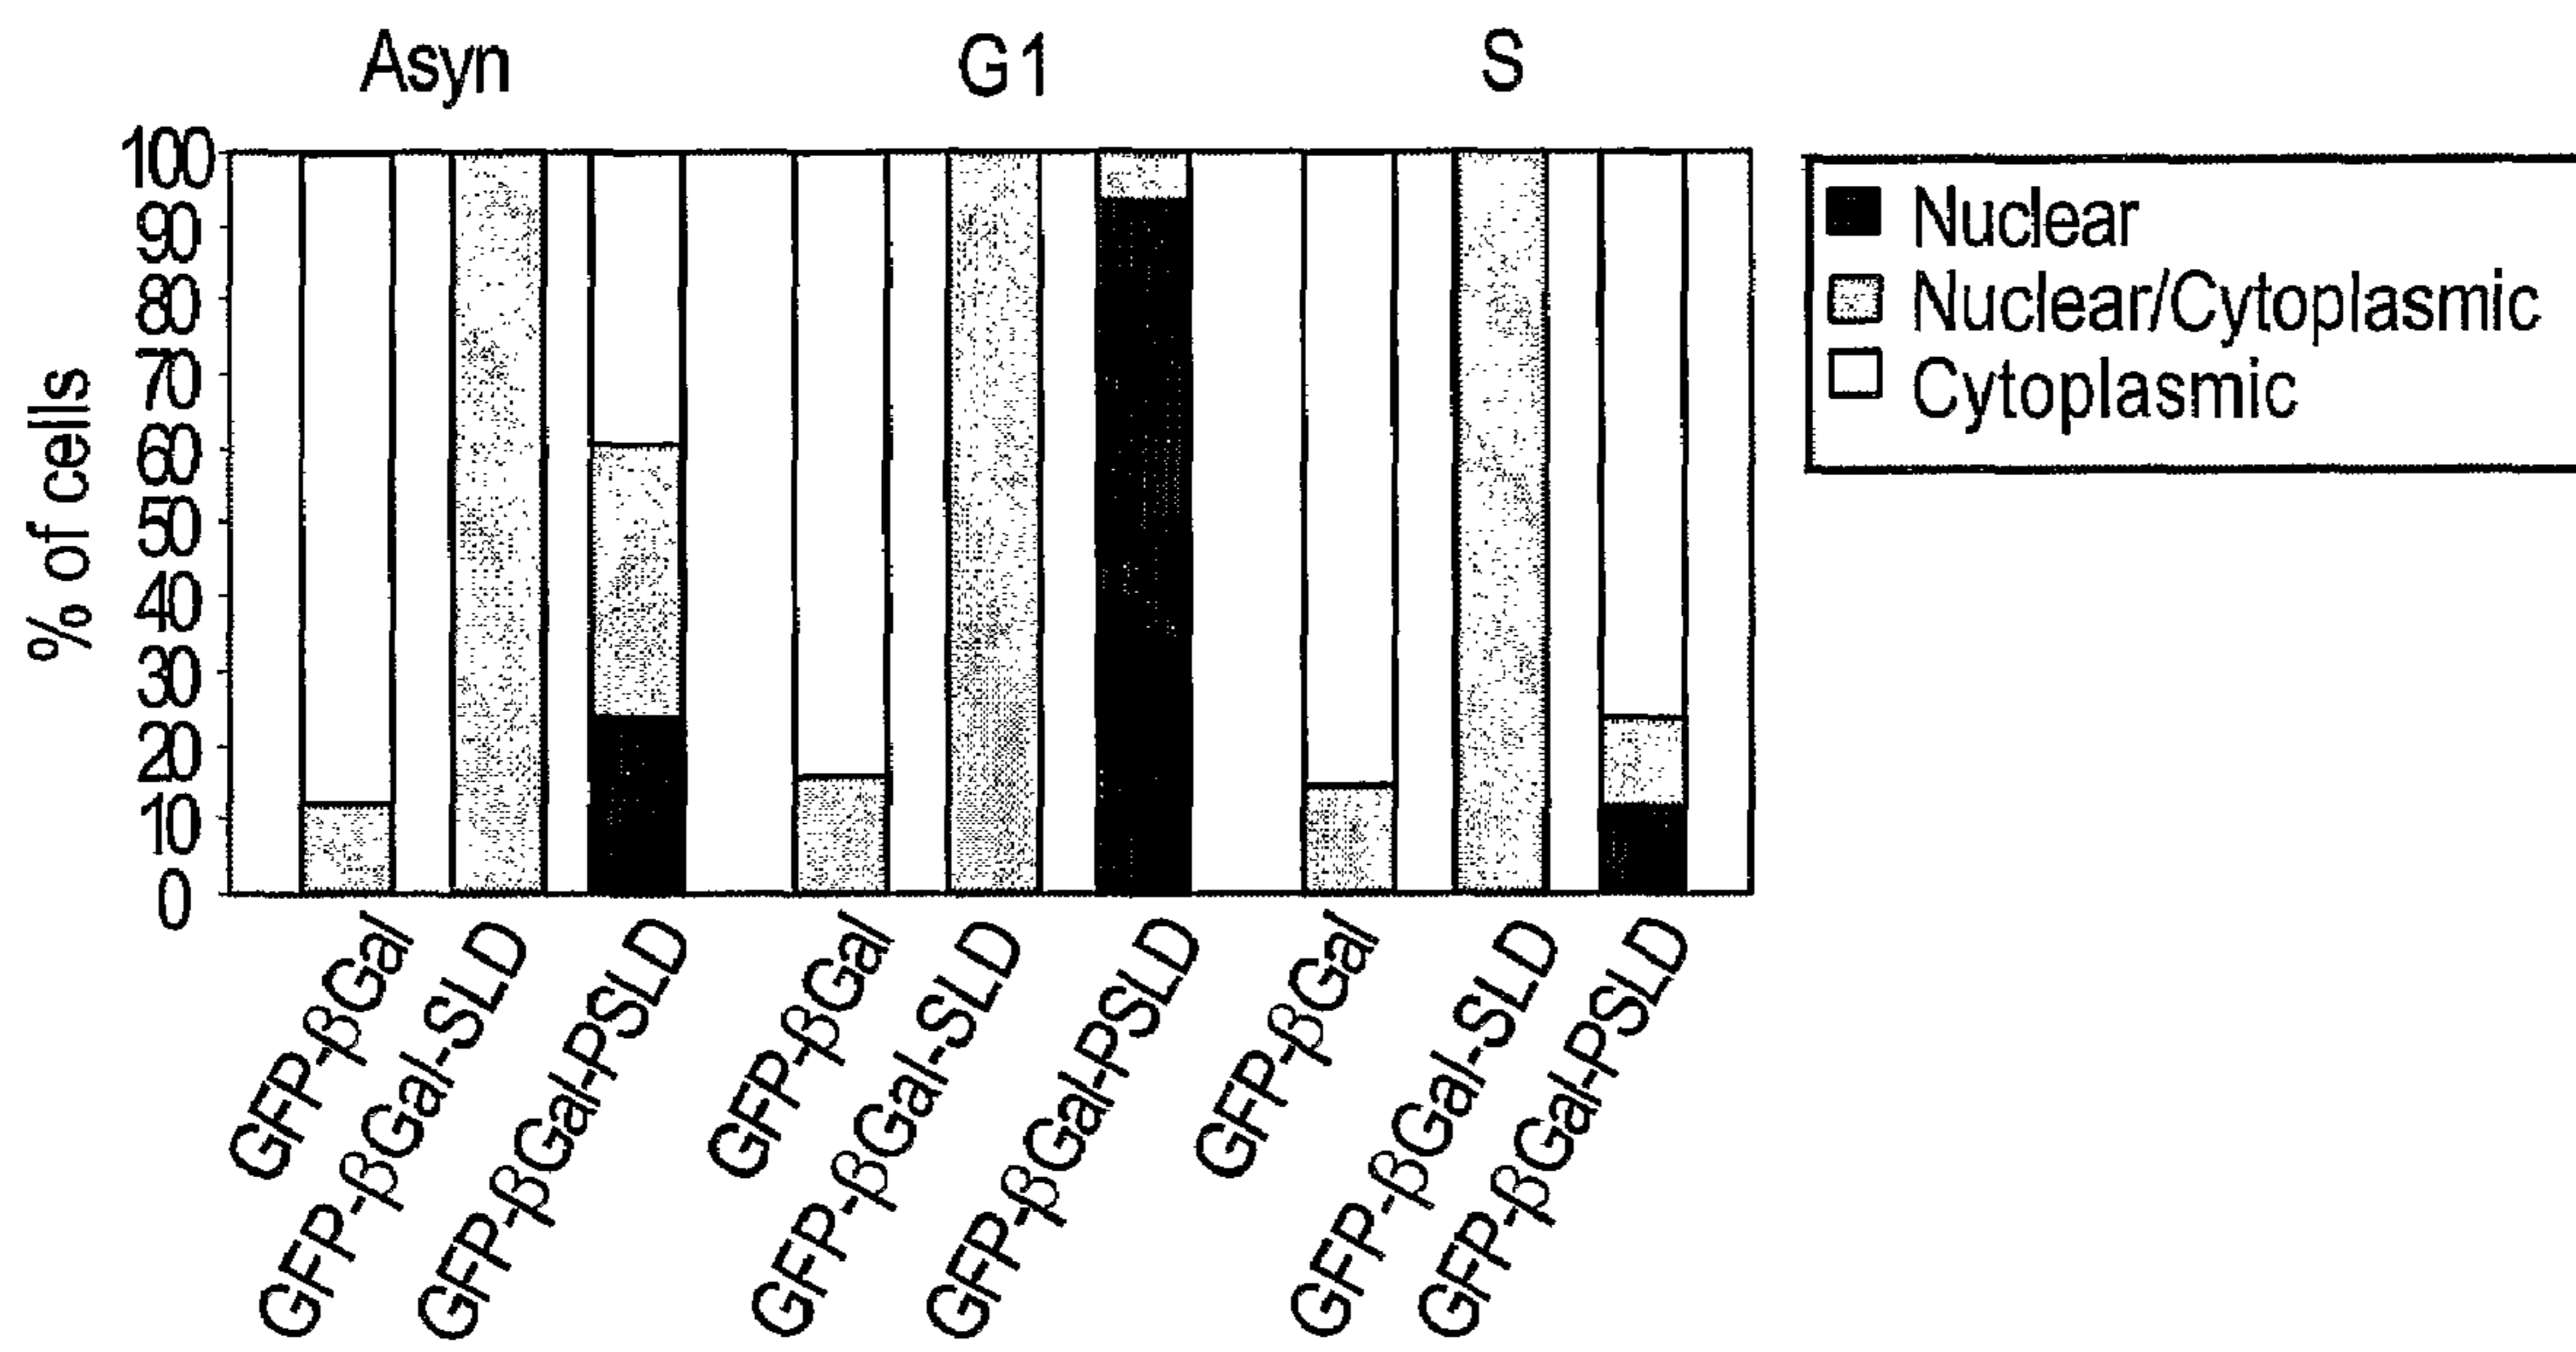 Asyn G1 S
100
90
80
70
60
50
40
30
20
10
0
% of cells
Nuclear
Nuclear/Cytoplasmic
Cytoplasmic
GFP-βGal
GFP-βGal-SLD
GFP-βGal-PSLD
GFP-βGal
GFP-βGal-SLD
GFP-βGal-PSLD
GFP-βGal
GFP-βGal-SLD
GFP-βGal-PSLD